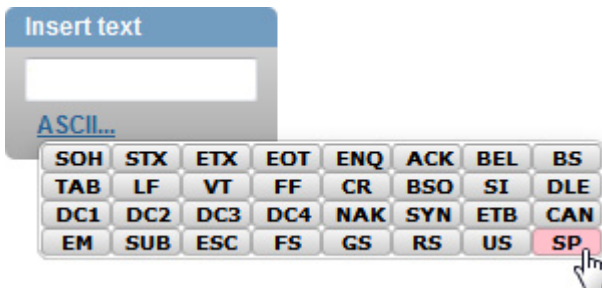 Insert text
ASCII...
SOH STX ETX EOT ENQ ACK BEL BS
TAB LF VT FF CR BSO SI DLE
DC1 DC2 DC3 DC4 NAK SYN ETB CAN
EM SUB ESC FS GS RS US SP